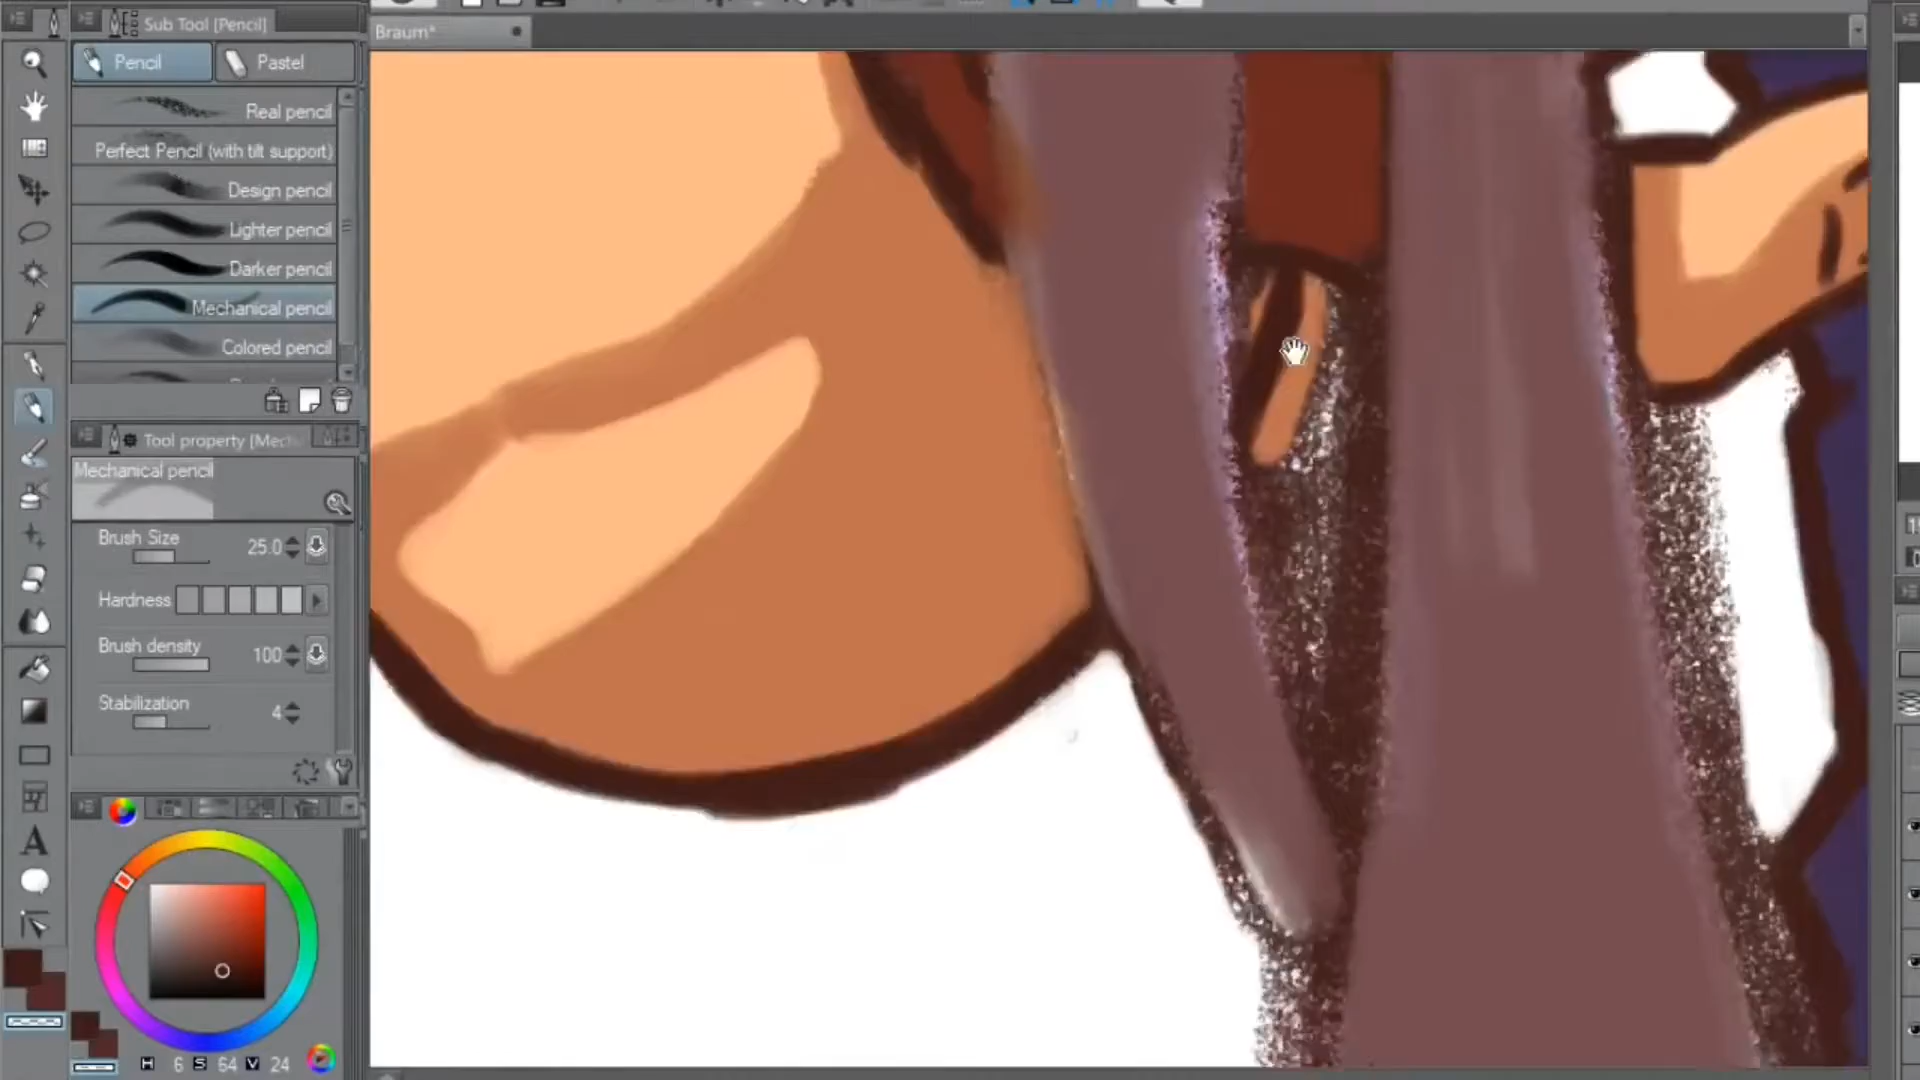 Sub Tool [Pencil]
Braum*
Pencil
Pastel
Real pencil
Perfect Pencil (with tilt support)
Design pencil
Lighter pencil
Darker pencil
Mechanical pencil
Colored pencil
Tool property [Mech
Mechanical pencil
Brush Size 25.0
Hardness
Brush density 100
Stabilization 4
A
H 6 S 64 V 24